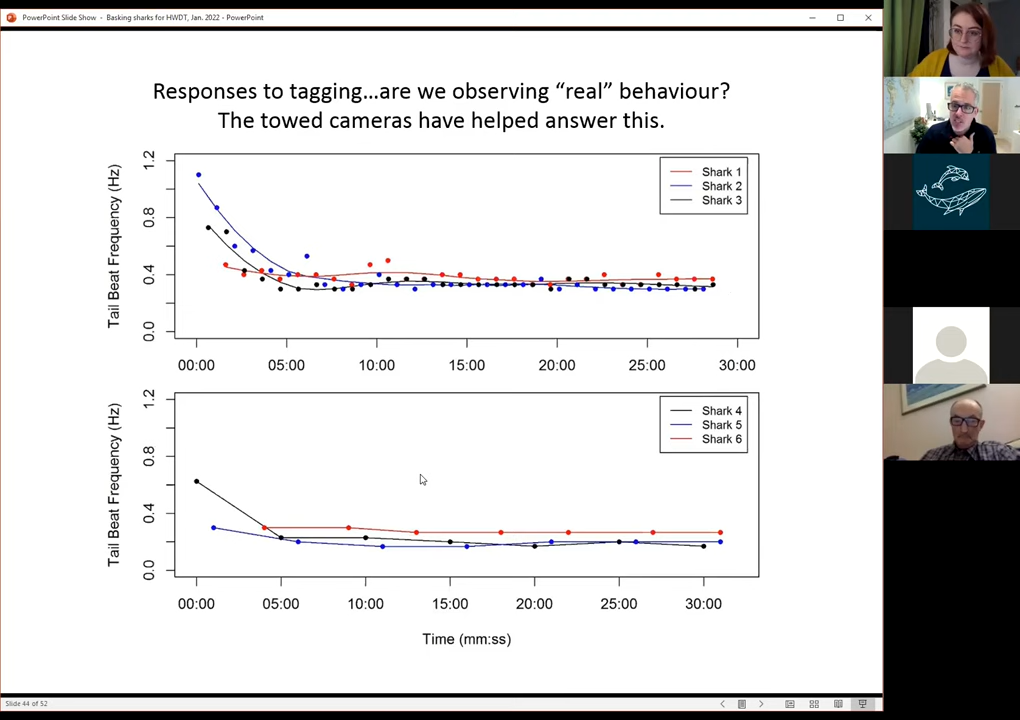 PowerPoint Slide Show - Basking sharks for HWDT, Jan. 2022 - PowerPoint
Responses to tagging...are we observing “real” behaviour?
The towed cameras have helped answer this.
Tail Beat Frequency (Hz)
1.2
0.8
0.4
0.0
Shark 1
Shark 2
Shark 3
00:00 05:00 10:00 15:00 20:00 25:00 30:00
Tail Beat Frequency (Hz)
1.2
0.8
0.4
0.0
Shark 4
Shark 5
Shark 6
00:00 05:00 10:00 15:00 20:00 25:00 30:00
Time (mm:ss)
Slide 44 of 52